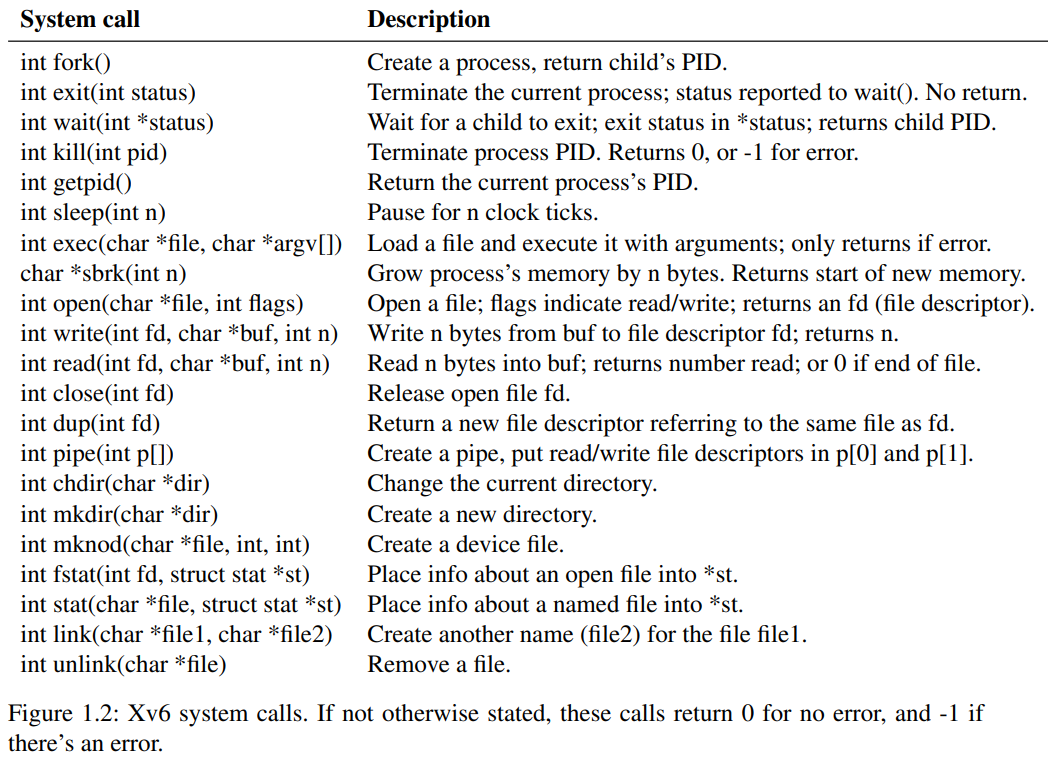 System call Description
int fork() Create a process, return child’s PID.
int exit(int status) Terminate the current process; status reported to wait(). No return.
int wait(int *status) Wait for a child to exit; exit status in *status; returns child PID.
int kill(int pid) Terminate process PID. Returns 0, or -1 for error.
int getpid() Return the current process’s PID.
int sleep(int n) Pause for n clock ticks.
int exec(char *file, char *argv[]) Load a file and execute it with arguments; only returns if error.
char *sbrk(int n) Grow process’s memory by n bytes. Returns start of new memory.
int open(char *file, int flags) Open a file; flags indicate read/write; returns an fd (file descriptor).
int write(int fd, char *buf, int n) Write n bytes from buf to file descriptor fd; returns n.
int read(int fd, char *buf, int n) Read n bytes into buf; returns number read; or 0 if end of file.
int close(int fd) Release open file fd.
int dup(int fd) Return a new file descriptor referring to the same file as fd.
int pipe(int p[]) Create a pipe, put read/write file descriptors in p[0] and p[1].
int chdir(char *dir) Change the current directory.
int mkdir(char *dir) Create a new directory.
int mknod(char *file, int, int) Create a device file.
int fstat(int fd, struct stat *st) Place info about an open file into *st.
int stat(char *file, struct stat *st) Place info about a named file into *st.
int link(char *file1, char *file2) Create another name (file2) for the file file1.
int unlink(char *file) Remove a file.
Figure 1.2: Xv6 system calls. If not otherwise stated, these calls return 0 for no error, and -1 if
there’s an error.